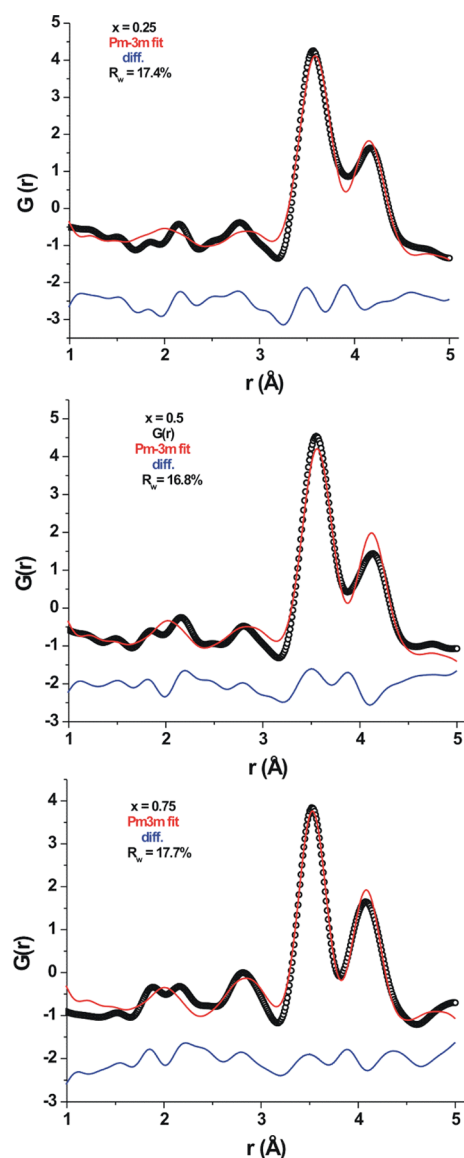 x = 0.25
Pm-3m fit
diff.
Rw = 17.4%
5
4
3
2
1
0
-1
-2
-3
G (r)
1 2 3 4 5
r (Å)
x = 0.5
G(r)
Pm-3m fit
diff.
Rw = 16.8%
5
4
3
2
1
0
-1
-2
-3
G(r)
1 2 3 4 5
r (Å)
x = 0.75
Pm3m fit
diff.
Rw = 17.7%
4
3
2
1
0
-1
-2
-3
G(r)
1 2 3 4 5
r (Å)